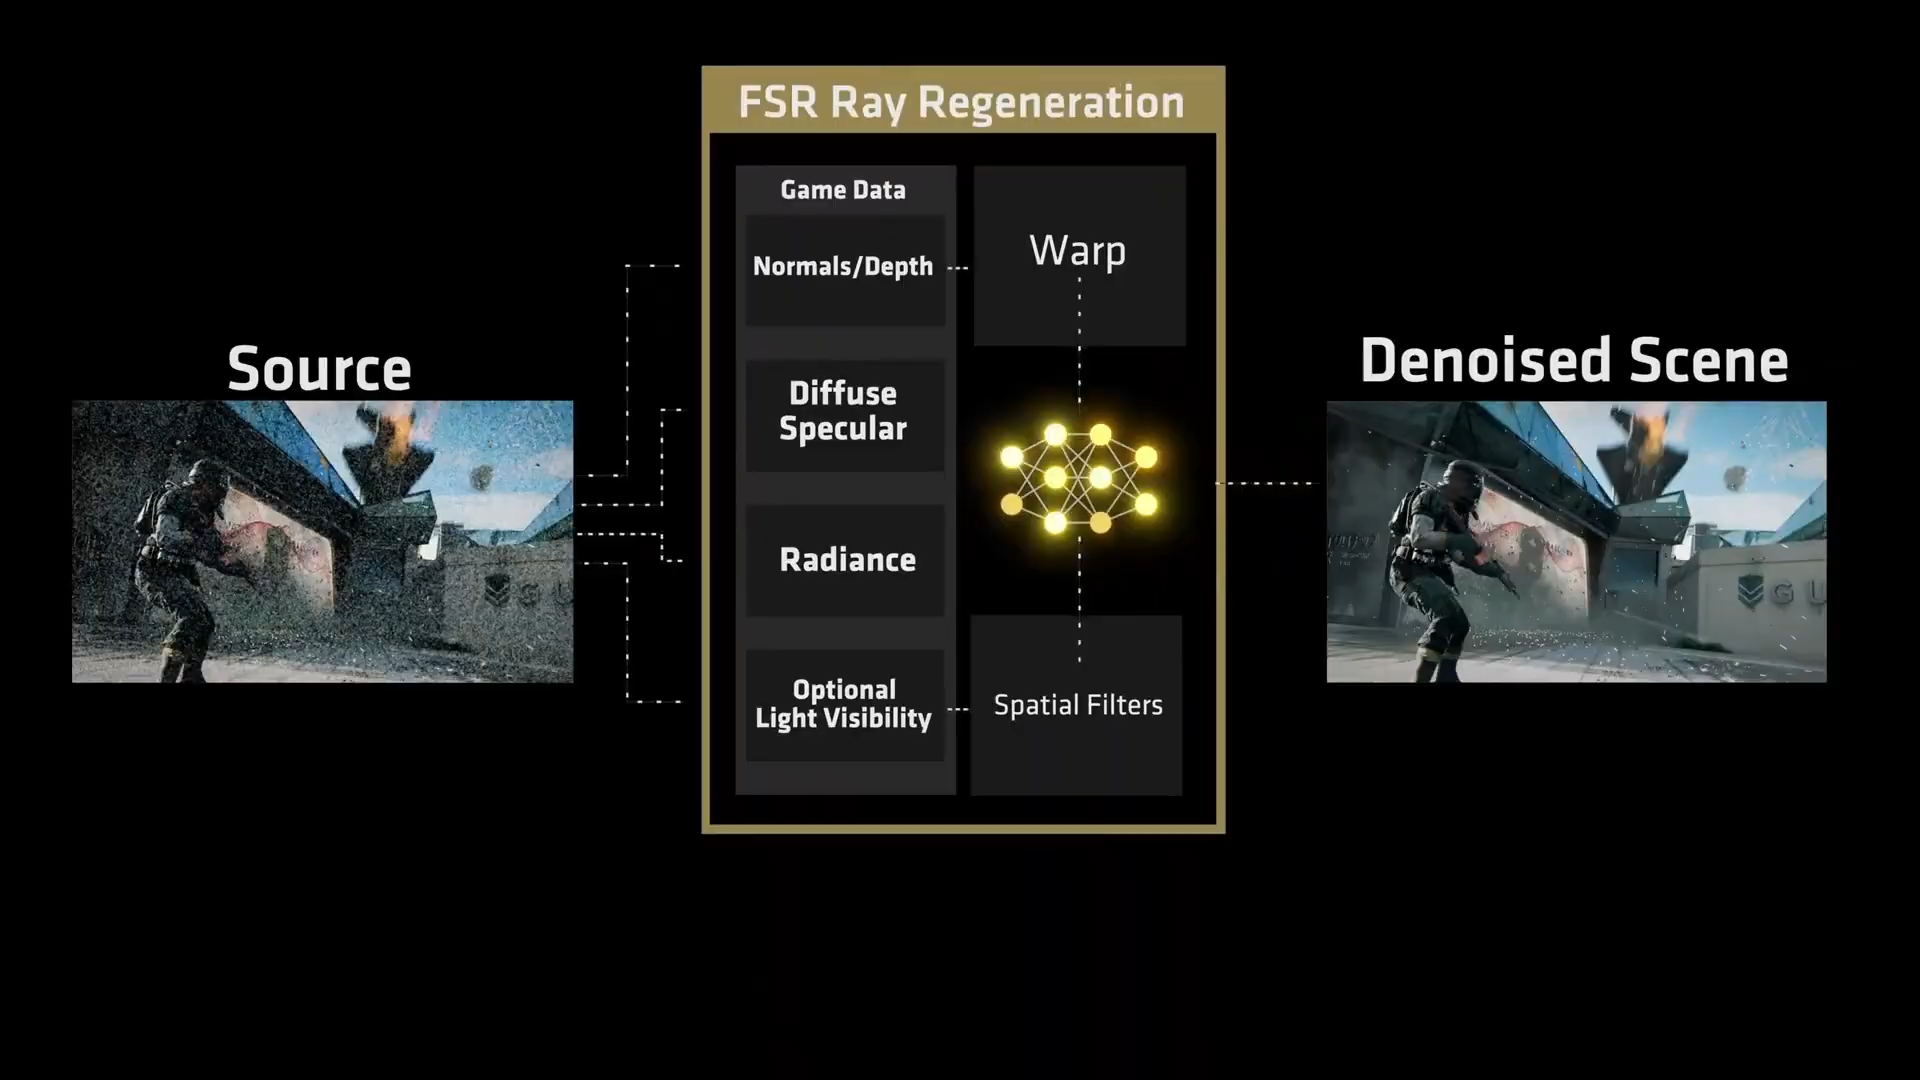 FSR Ray Regeneration
Game Data
Normals/Depth
Warp
Source
Diffuse
Specular
Radiance
Optional
Light Visibility
Spatial Filters
Denoised Scene
G U
G U